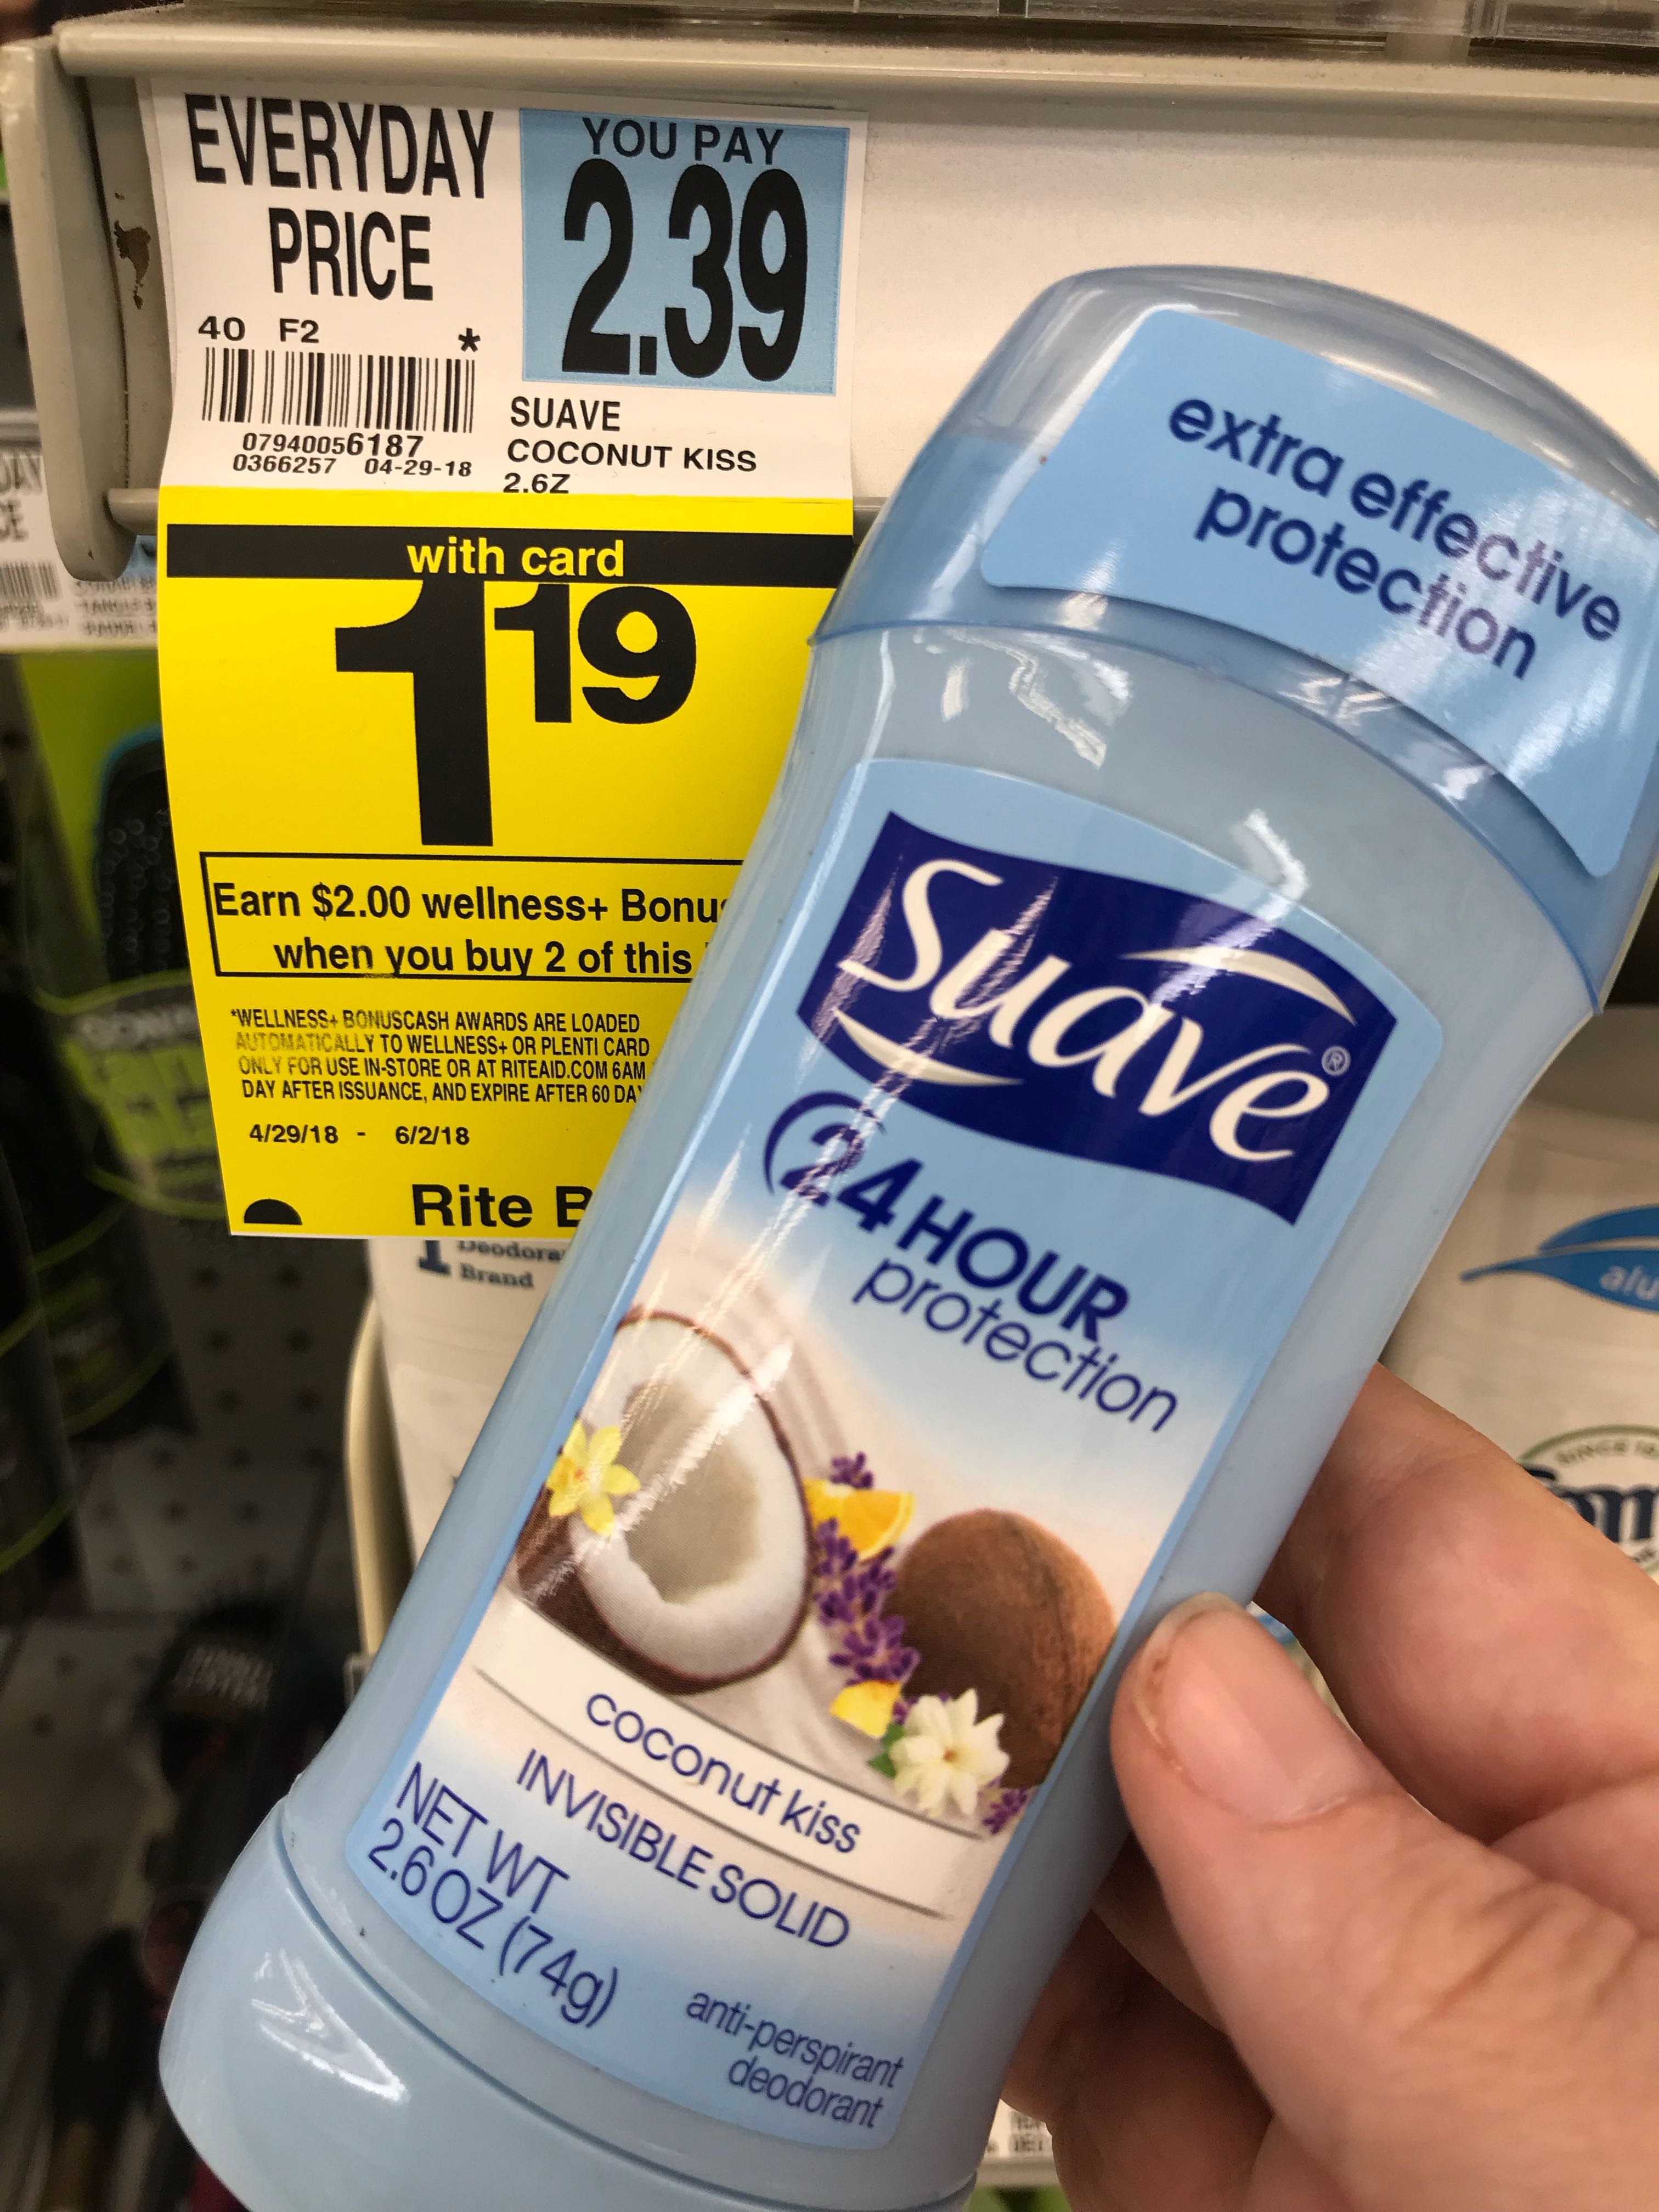 EVERYDAY
PRICE
YOU PAY
2.39
40 F2 *
07940056187
0366257 04-29-18
SUAVE
COCONUT KISS
2.6Z
with card
1 19
Earn $2.00 wellness+
when you buy 2 of this
*WELLNESS+ BONUSCASH AWARDS ARE LOADED
AUTOMATICALLY TO WELLNESS+ OR PLENTI CARD
ONLY FOR USE IN-STORE OR AT RITEAID.COM 6AM
DAY AFTER ISSUANCE, AND EXPIRE AFTER 60
4/29/18 - 6/2/18
Rite
Brand
extra effective
protection
Suave®
24 HOUR
protection
coconut kiss
INVISIBLE SOLID
NET WT
2.6 OZ (74g)
anti-perspirant
deodorant